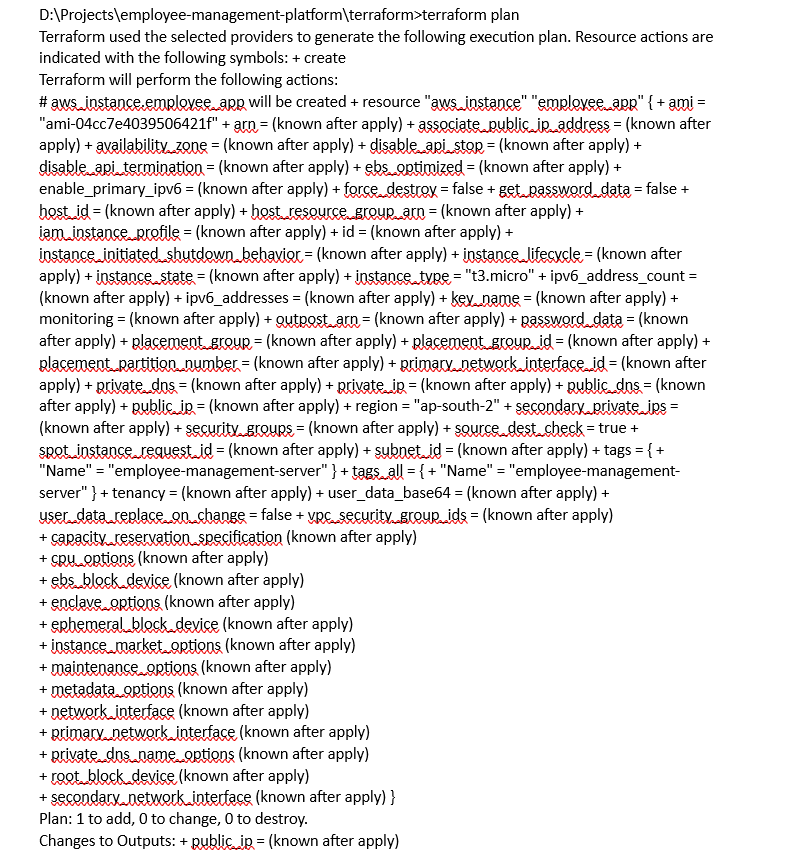 D:\Projects\employee-management-platform\terraform>terraform plan
Terraform used the selected providers to generate the following execution plan. Resource actions are
indicated with the following symbols: + create
Terraform will perform the following actions:
# aws_instance.employee_app will be created + resource "aws_instance" "employee_app" { + ami =
"ami-04cc7e4039506421f" + arn = (known after apply) + associate_public_ip_address = (known after
apply) + availability_zone = (known after apply) + disable_api_stop = (known after apply) +
disable_api_termination = (known after apply) + ebs_optimized = (known after apply) +
enable_primary_ipv6 = (known after apply) + force_destroy = false + get_password_data = false +
host_id = (known after apply) + host_resource_group_arn = (known after apply) +
iam_instance_profile = (known after apply) + id = (known after apply) +
instance_initiated_shutdown_behavior = (known after apply) + instance_lifecycle = (known after
apply) + instance_state = (known after apply) + instance_type = "t3.micro" + ipv6_address_count =
(known after apply) + ipv6_addresses = (known after apply) + key_name = (known after apply) +
monitoring = (known after apply) + outpost_arn = (known after apply) + password_data = (known
after apply) + placement_group = (known after apply) + placement_group_id = (known after apply) +
placement_partition_number = (known after apply) + primary_network_interface_id = (known after
apply) + private_dns = (known after apply) + private_ip = (known after apply) + public_dns = (known
after apply) + public_ip = (known after apply) + region = "ap-south-2" + secondary_private_ips =
(known after apply) + security_groups = (known after apply) + source_dest_check = true +
spot_instance_request_id = (known after apply) + subnet_id = (known after apply) + tags = { +
"Name" = "employee-management-server" } + tags_all = { + "Name" = "employee-management-
server" } + tenancy = (known after apply) + user_data_base64 = (known after apply) +
user_data_replace_on_change = false + vpc_security_group_ids = (known after apply)
+ capacity_reservation_specification (known after apply)
+ cpu_options (known after apply)
+ ebs_block_device (known after apply)
+ enclave_options (known after apply)
+ ephemeral_block_device (known after apply)
+ instance_market_options (known after apply)
+ maintenance_options (known after apply)
+ metadata_options (known after apply)
+ network_interface (known after apply)
+ primary_network_interface (known after apply)
+ private_dns_name_options (known after apply)
+ root_block_device (known after apply)
+ secondary_network_interface (known after apply) }
Plan: 1 to add, 0 to change, 0 to destroy.
Changes to Outputs: + public_ip = (known after apply)